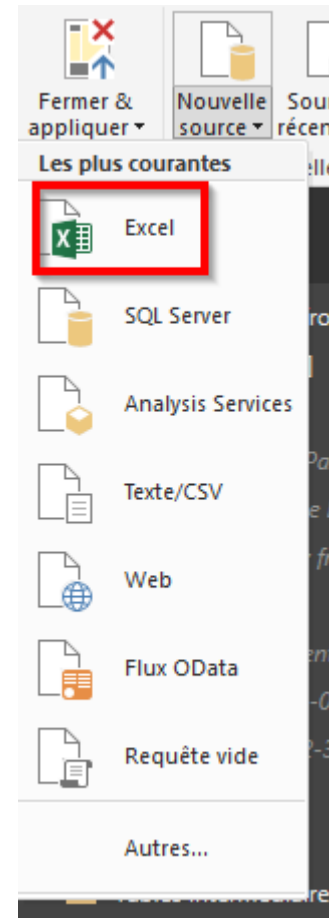 Fermer &
appliquer
Nouvelle
source
Les plus courantes
Excel
SQL Server
Analysis Services
Texte/CSV
Web
Flux OData
Requête vide
Autres...